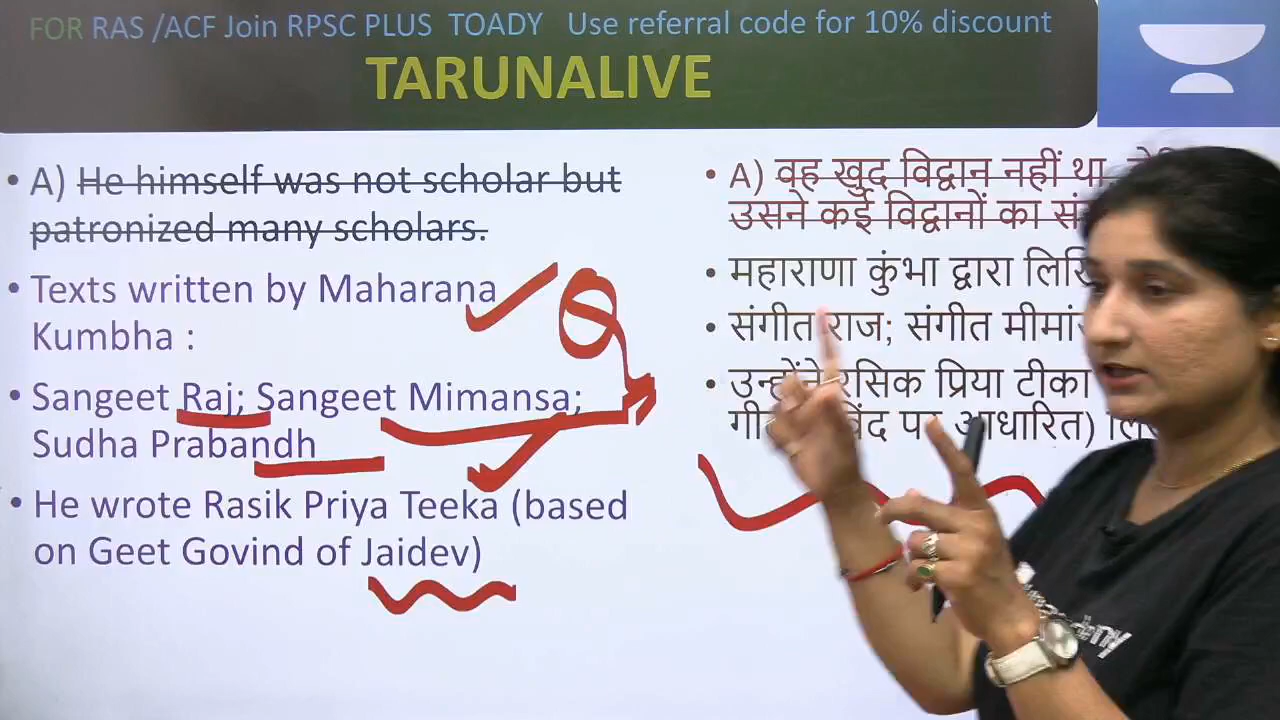 FOR RAS /ACF Join RPSC PLUS TOADY Use referral code for 10% discount
TARUNALIVE
• A) He himself was not scholar but
patronized many scholars.
• Texts written by Maharana
Kumbha :
• Sangeet Raj; Sangeet Mimansa;
Sudha Prabandh
• He wrote Rasik Priya Teeka (based
on Geet Govind of Jaidev)
• A) वह खुद विद्वान नहीं था,
उसने कई विद्वानों का
• महाराणा कुंभा द्वारा
• संगीत राज; संगीत
• उन्होंने रसिक प्रिया टीका
पर आधारित)